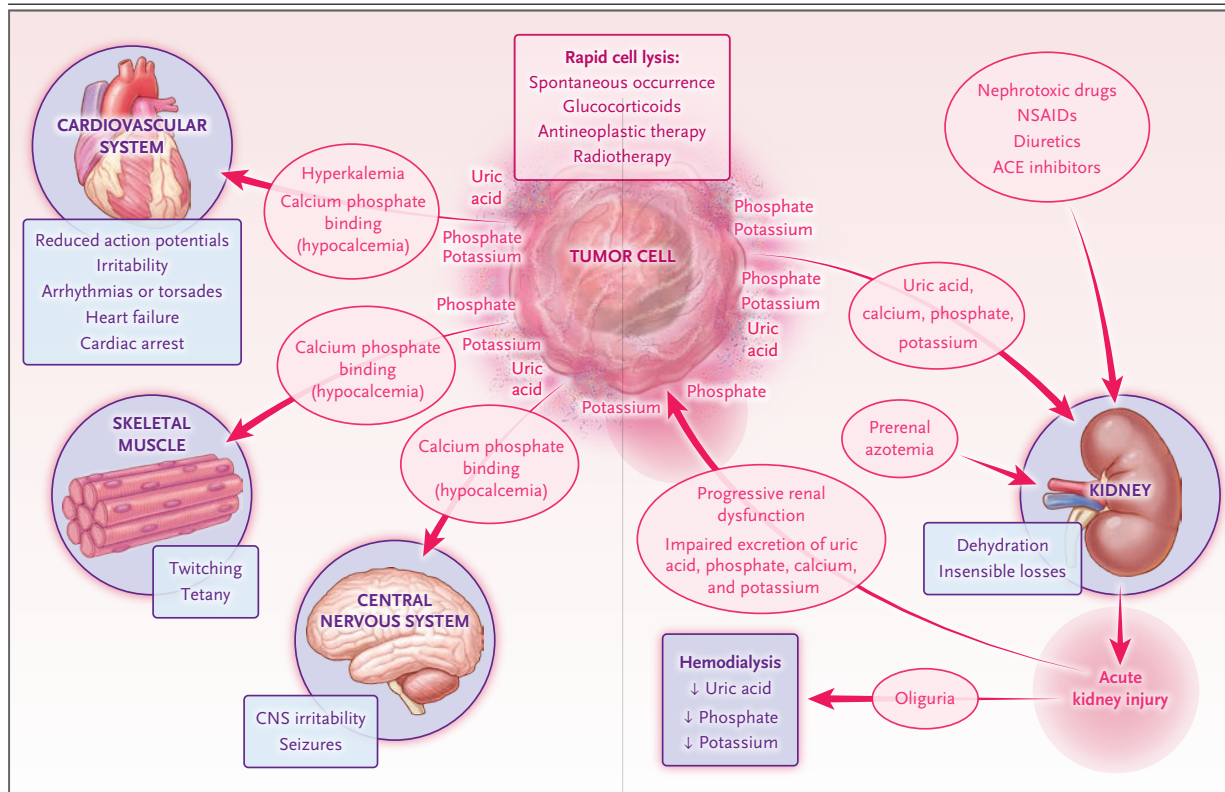 Rapid cell lysis:
Spontaneous occurrence
Glucocorticoids
Antineoplastic therapy
Radiotherapy
CARDIOVASCULAR
SYSTEM
Reduced action potentials
Irritability
Arrhythmias or torsades
Heart failure
Cardiac arrest
Hyperkalemia
Calcium phosphate
binding
(hypocalcemia)
Uric
acid
Phosphate
Potassium
Phosphate
Potassium
Uric
acid
TUMOR CELL
Phosphate
Potassium
Phosphate
Potassium
Uric
acid
Phosphate
Potassium
Calcium phosphate
binding
(hypocalcemia)
SKELETAL
MUSCLE
Twitching
Tetany
Calcium phosphate
binding
(hypocalcemia)
CENTRAL
NERVOUS SYSTEM
CNS irritability
Seizures
Nephrotoxic drugs
NSAIDs
Diuretics
ACE inhibitors
Uric acid,
calcium, phosphate,
potassium
Prerenal
azotemia
KIDNEY
Dehydration
Insensible losses
Progressive renal
dysfunction
Impaired excretion of uric
acid, phosphate, calcium,
and potassium
Acute
kidney injury
Oliguria
Hemodialysis
↓ Uric acid
↓ Phosphate
↓ Potassium